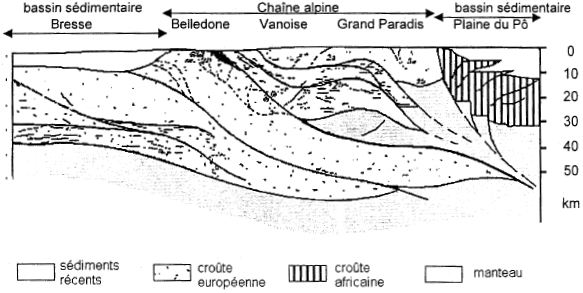 bassin sédimentaire
Bresse
Chaîne alpine
Belledone Vanoise Grand Paradis
bassin sédimentaire
Plaine du Pô
0
10
20
30
40
50
km
sédiments
récents
croûte
européenne
croûte
africaine
manteau